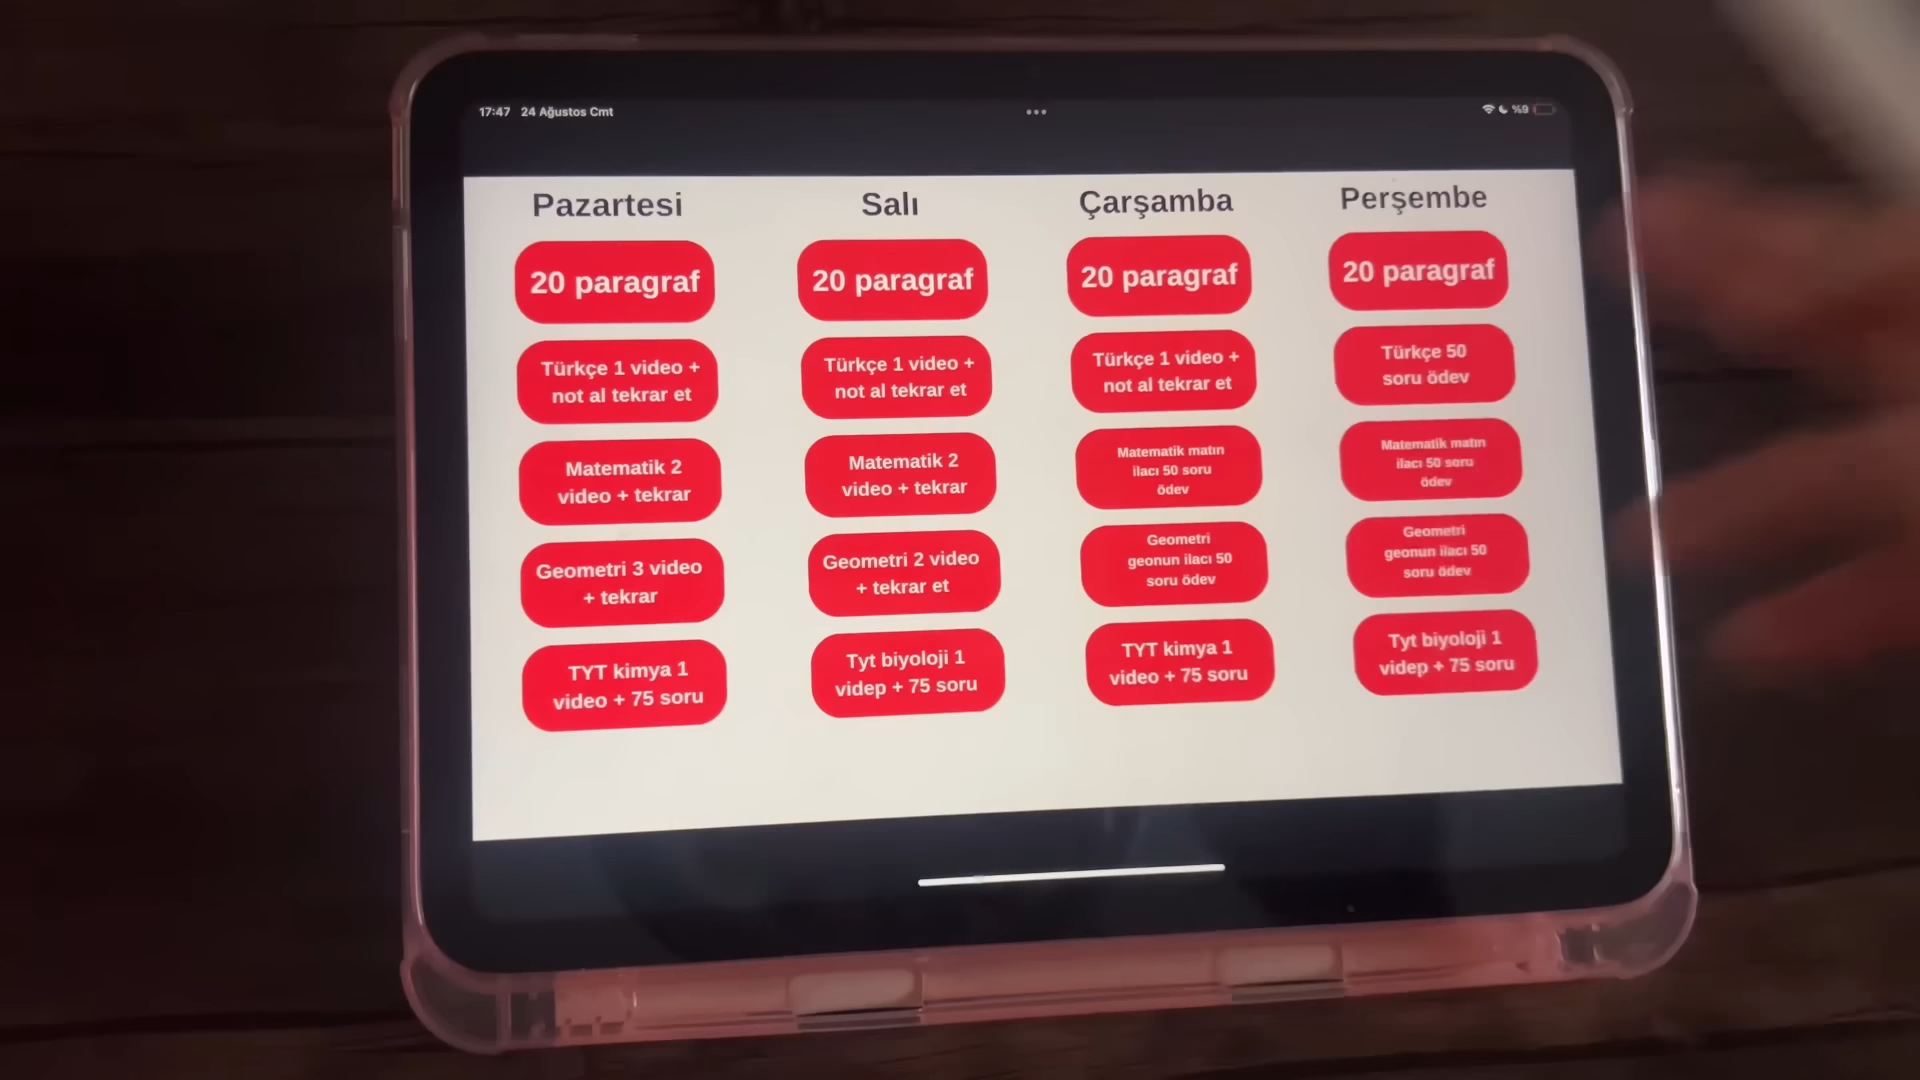 17:47 24 Ağustos Cmt
%9
Pazartesi
20 paragraf
Türkçe 1 video +
not al tekrar et
Matematik 2
video + tekrar
Geometri 3 video
+ tekrar
TYT kimya 1
video + 75 soru
Salı
20 paragraf
Türkçe 1 video +
not al tekrar et
Matematik 2
video + tekrar
Geometri 2 video
+ tekrar et
Tyt biyoloji 1
videp + 75 soru
Çarşamba
20 paragraf
Türkçe 1 video +
not al tekrar et
Matematik matın
ilacı 50 soru
ödev
Geometri
geonun ilacı 50
soru ödev
TYT kimya 1
video + 75 soru
Perşembe
20 paragraf
Türkçe 50
soru ödev
Matematik matın
ilacı 50 soru
ödev
Geometri
geonun ilacı 50
soru ödev
Tyt biyoloji 1
videp + 75 soru